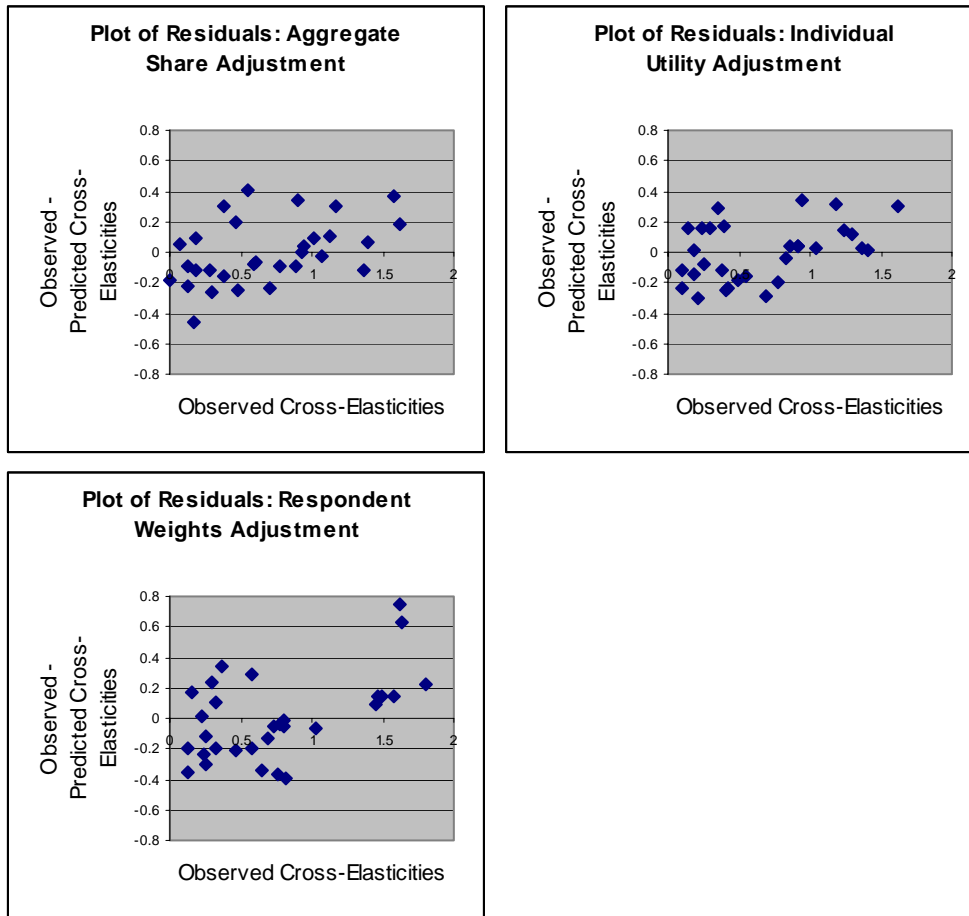 Plot of Residuals: Aggregate
Share Adjustment
0.8
0.6
0.4
0.2
0
-0.2
-0.4
-0.6
-0.8
0
0.5
1
1.5
2
Observed -
Predicted Cross-
Elasticities
Observed Cross-Elasticities
Plot of Residuals: Individual
Utility Adjustment
0.8
0.6
0.4
0.2
0
-0.2
-0.4
-0.6
-0.8
0
0.5
1
1.5
2
Observed -
Predicted Cross-
Elasticities
Observed Cross-Elasticities
Plot of Residuals: Respondent
Weights Adjustment
0.8
0.6
0.4
0.2
0
-0.2
-0.4
-0.6
-0.8
0
0.5
1
1.5
2
Observed -
Predicted Cross-
Elasticities
Observed Cross-Elasticities